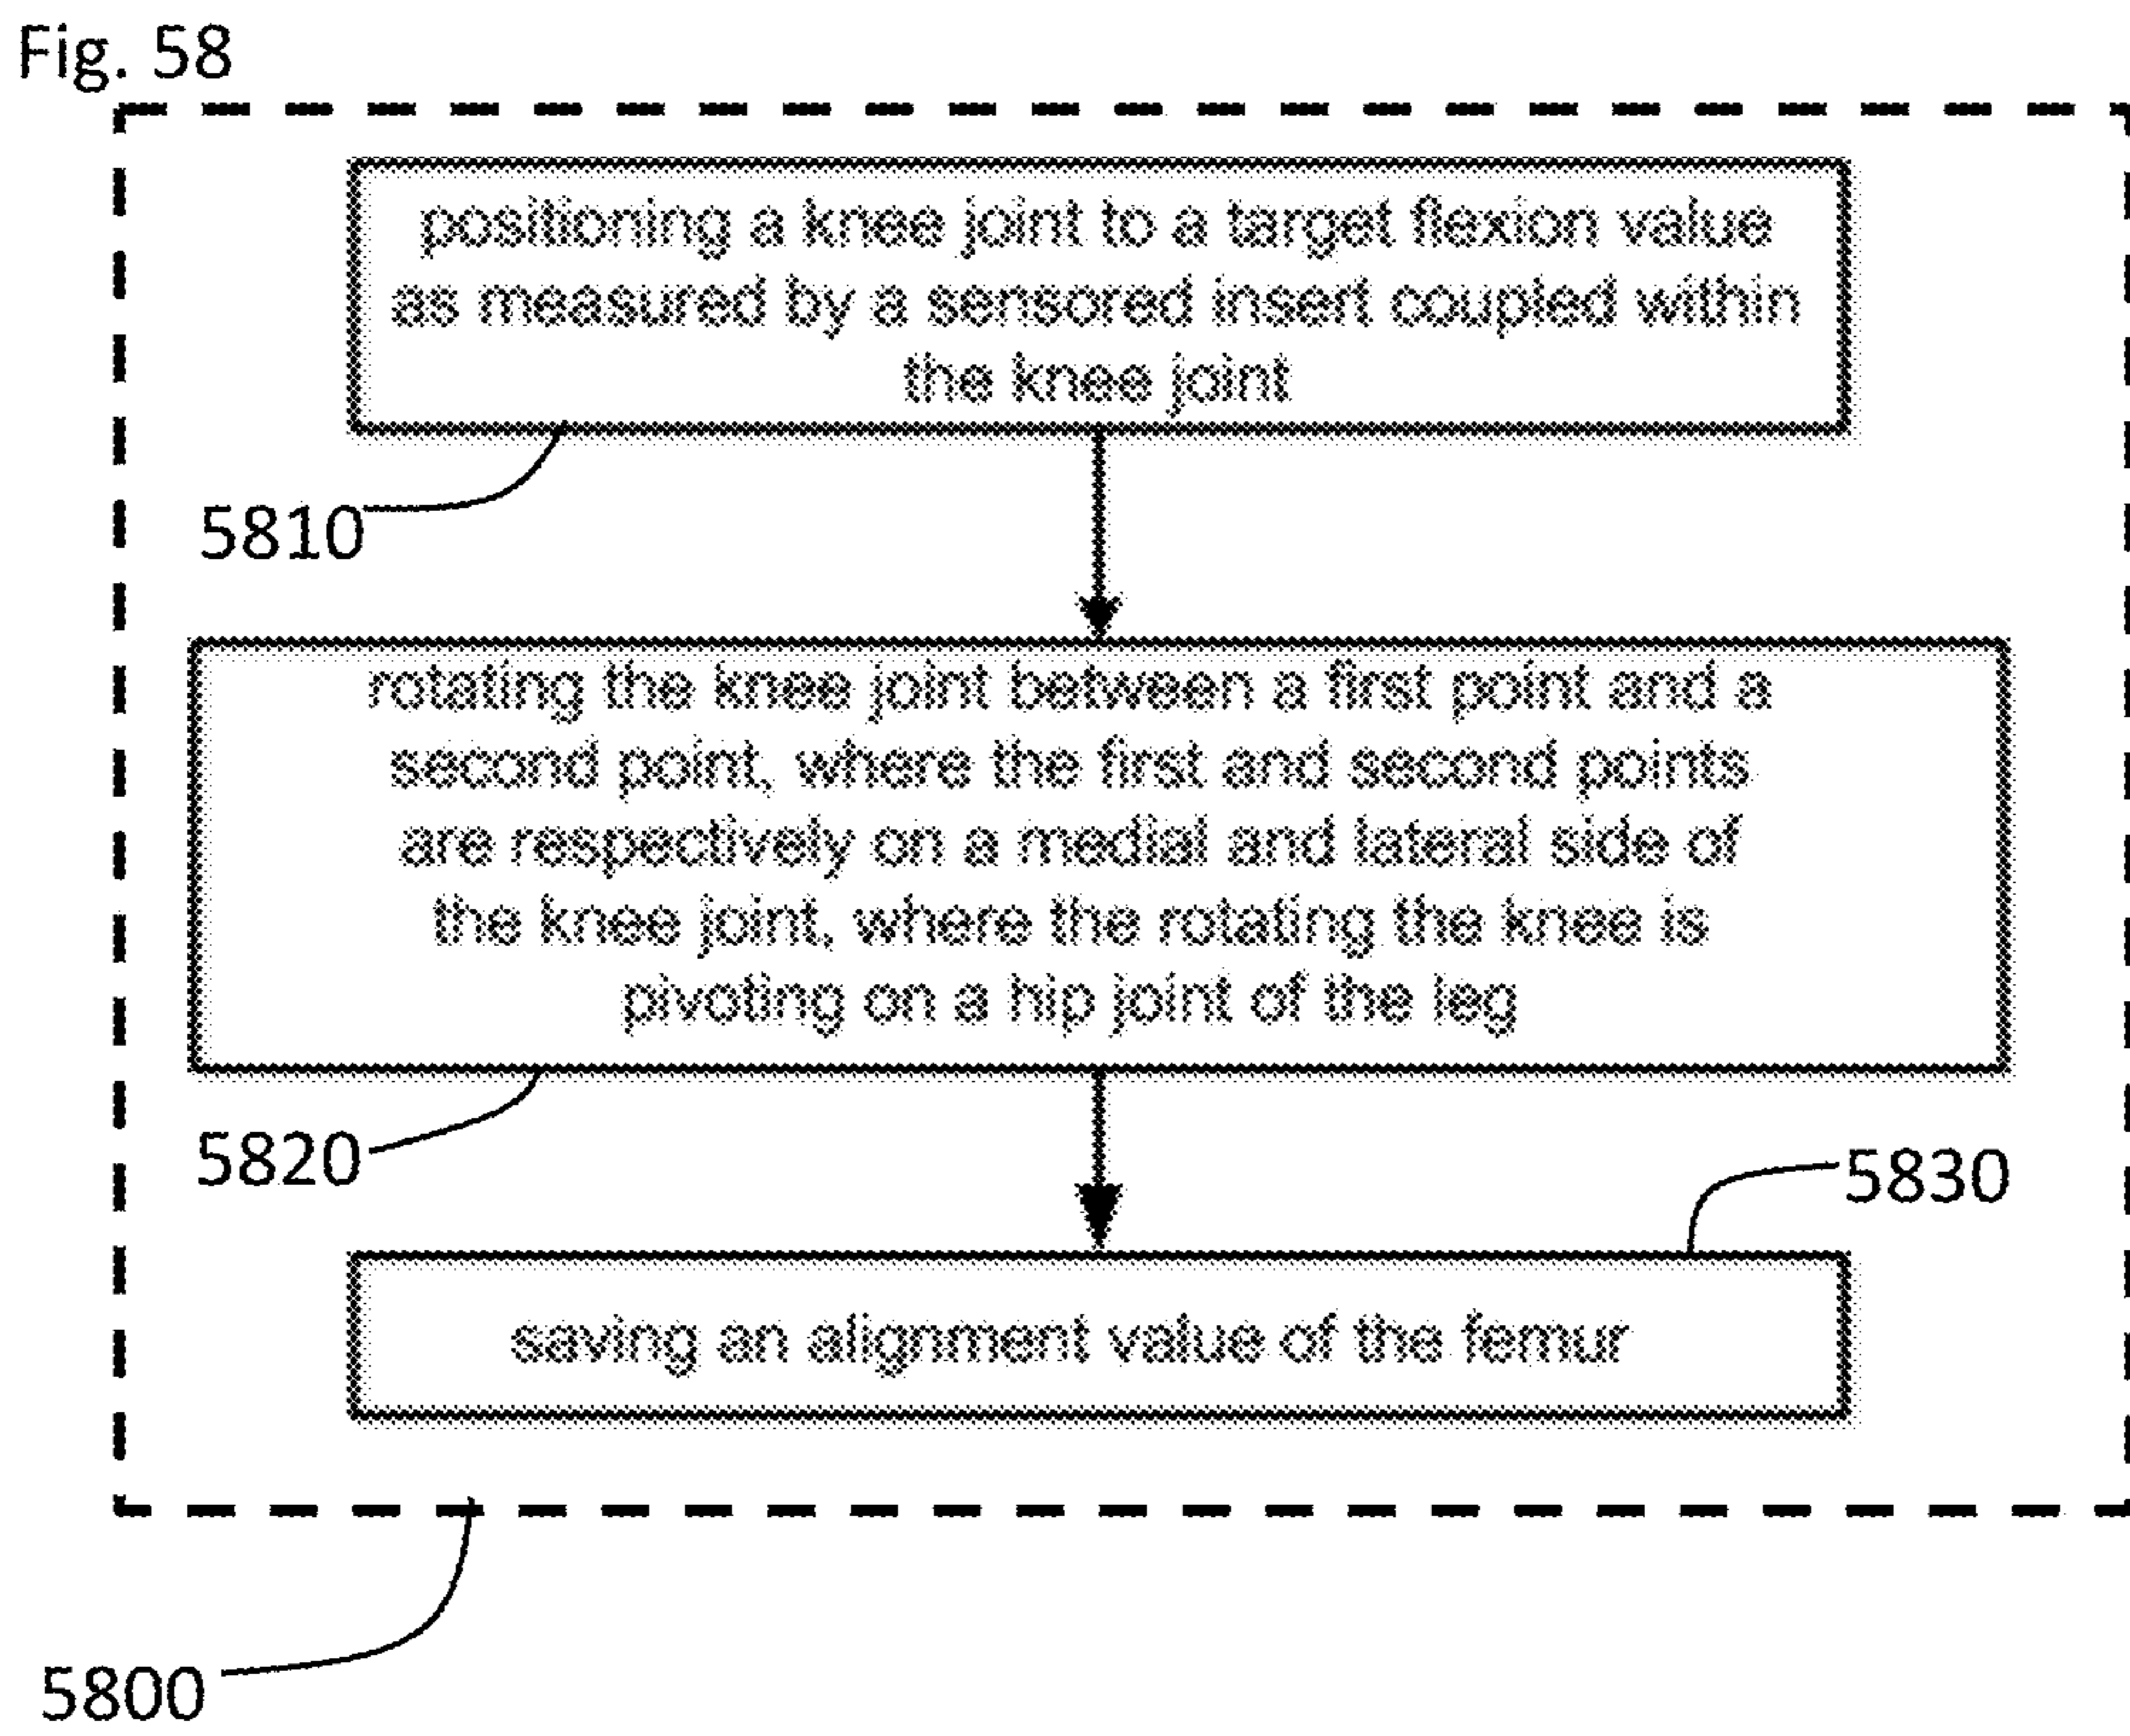 Fig. 58
positioning a knee joint to a target flexion value
as measured by a sensored insert coupled within
the knee joint
5810
rotating the knee joint between a first point and a
second point, where the first and second points
are respectively on a medial and lateral side of
the knee joint, where the rotating the knee is
pivoting on a hip joint of the leg
5820
5830
saving an alignment value of the femur
5800